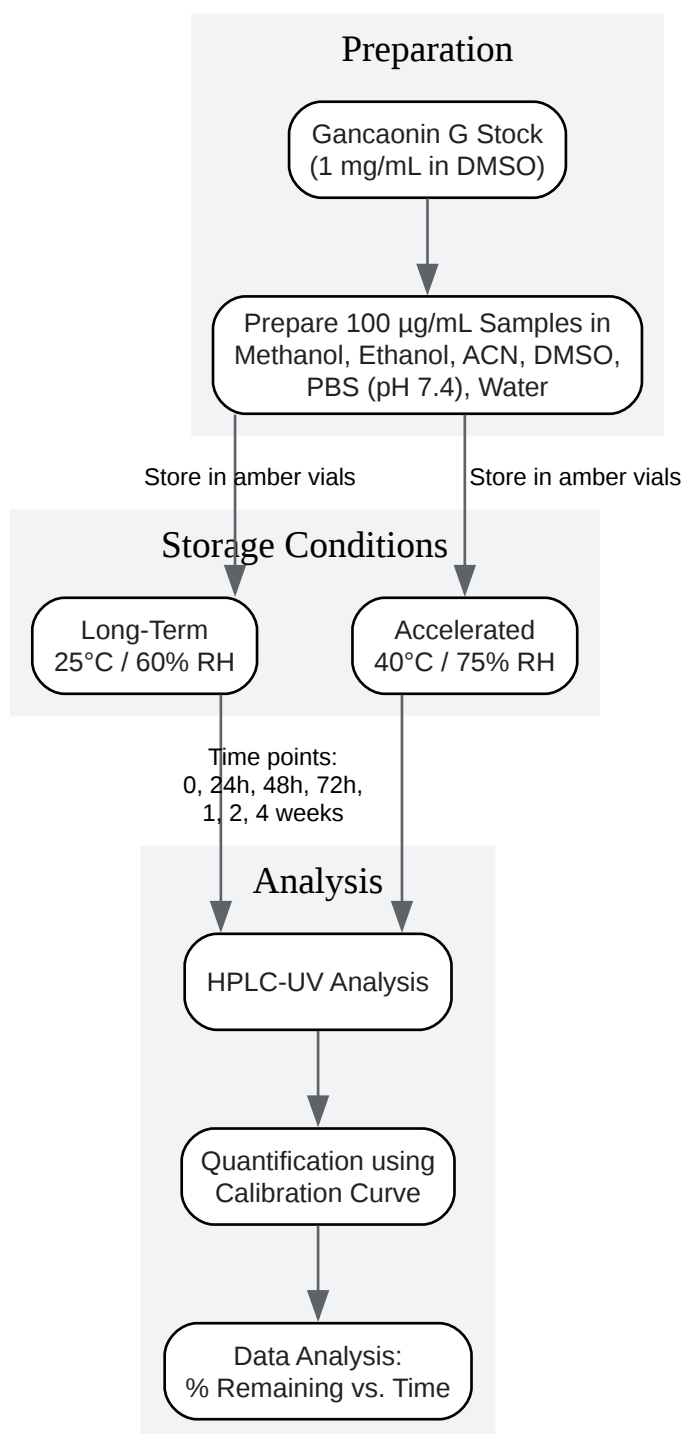 Preparation
Gancaonin G Stock
(1 mg/mL in DMSO)
Prepare 100 µg/mL Samples in
Methanol, Ethanol, ACN, DMSO,
PBS (pH 7.4), Water
Store in amber vials
Store in amber vials
Storage Conditions
Long-Term
25°C / 60% RH
Accelerated
40°C / 75% RH
Time points:
0, 24h, 48h, 72h,
1, 2, 4 weeks
Analysis
HPLC-UV Analysis
Quantification using
Calibration Curve
Data Analysis:
% Remaining vs. Time